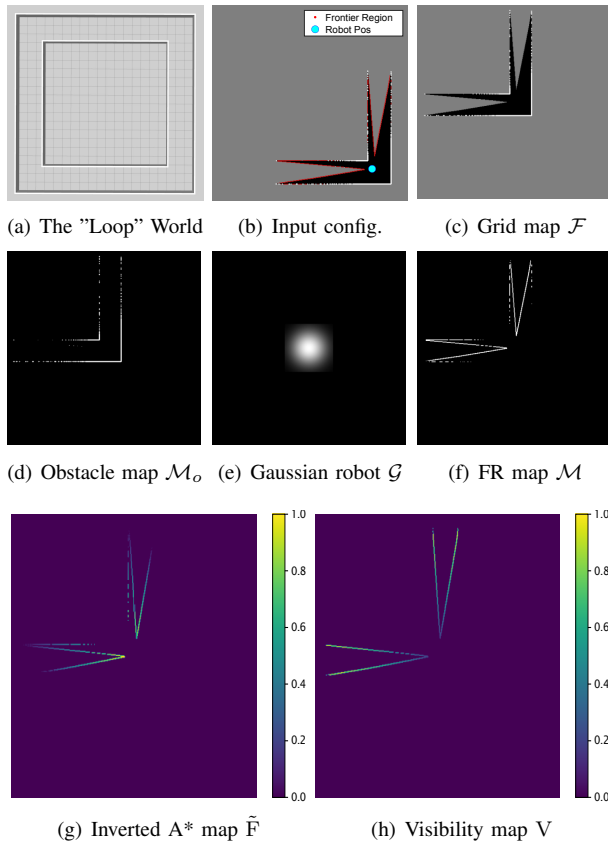 Frontier Region
Robot Pos
(a) The ”Loop” World
(b) Input config.
(c) Grid map ℱ
(d) Obstacle map ℳₒ
(e) Gaussian robot 𝒢
(f) FR map ℳ
1.0
0.8
0.6
0.4
0.2
0.0
1.0
0.8
0.6
0.4
0.2
0.0
(g) Inverted A* map F̃
(h) Visibility map V